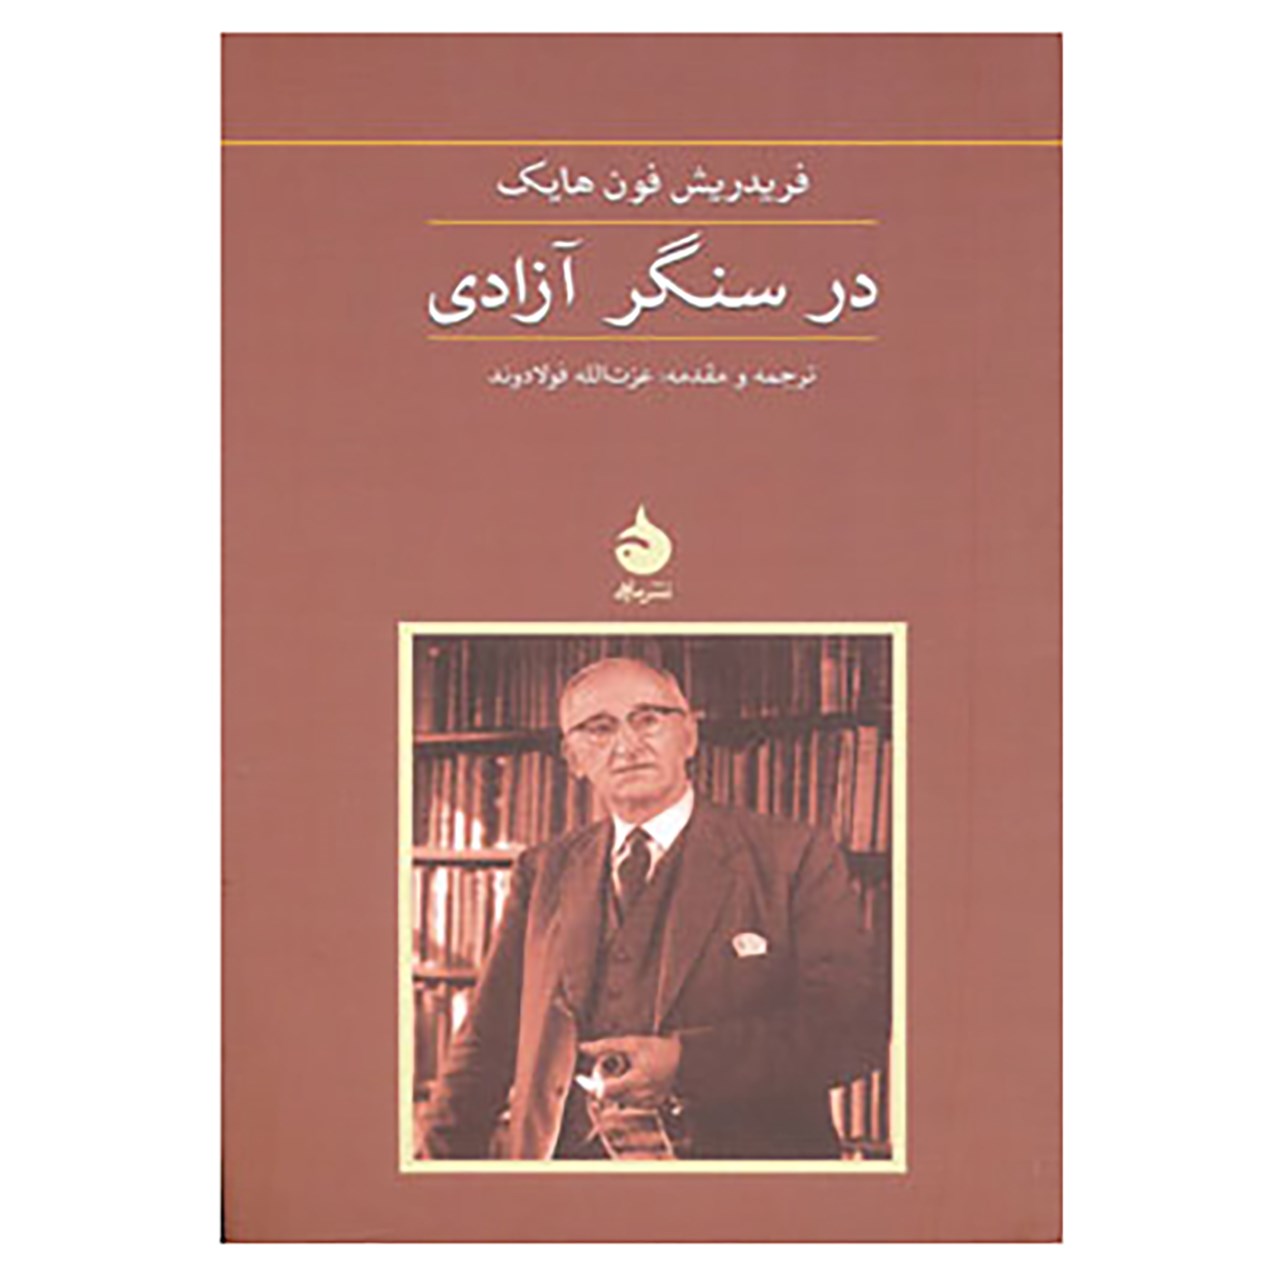 فریدریش فون هایک
در سنگر آزادی
ترجمه و مقدمه: عزت‌الله فولادوند
نشر ماهی